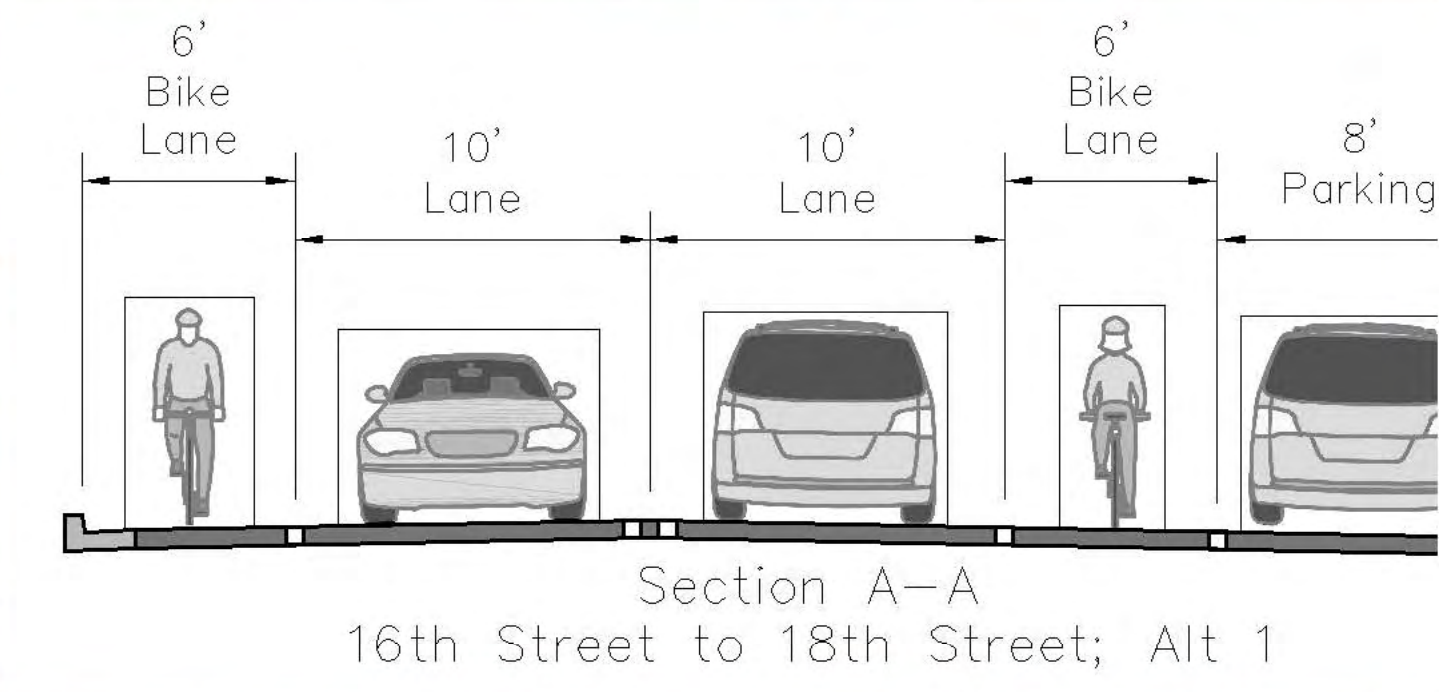 6’
Bike
Lane
10’
Lane
10’
Lane
6’
Bike
Lane
8’
Parking
Section A–A
16th Street to 18th Street; Alt 1